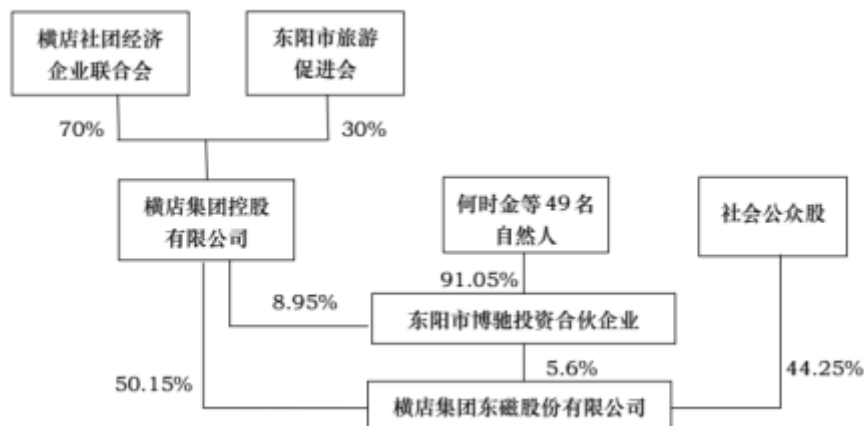 横店社团经济
企业联合会
东阳市旅游
促进会
70%
30%
横店集团控股
有限公司
何时金等 49 名
自然人
社会公众股
91.05%
8.95%
东阳市博驰投资合伙企业
50.15%
5.6%
44.25%
横店集团东磁股份有限公司